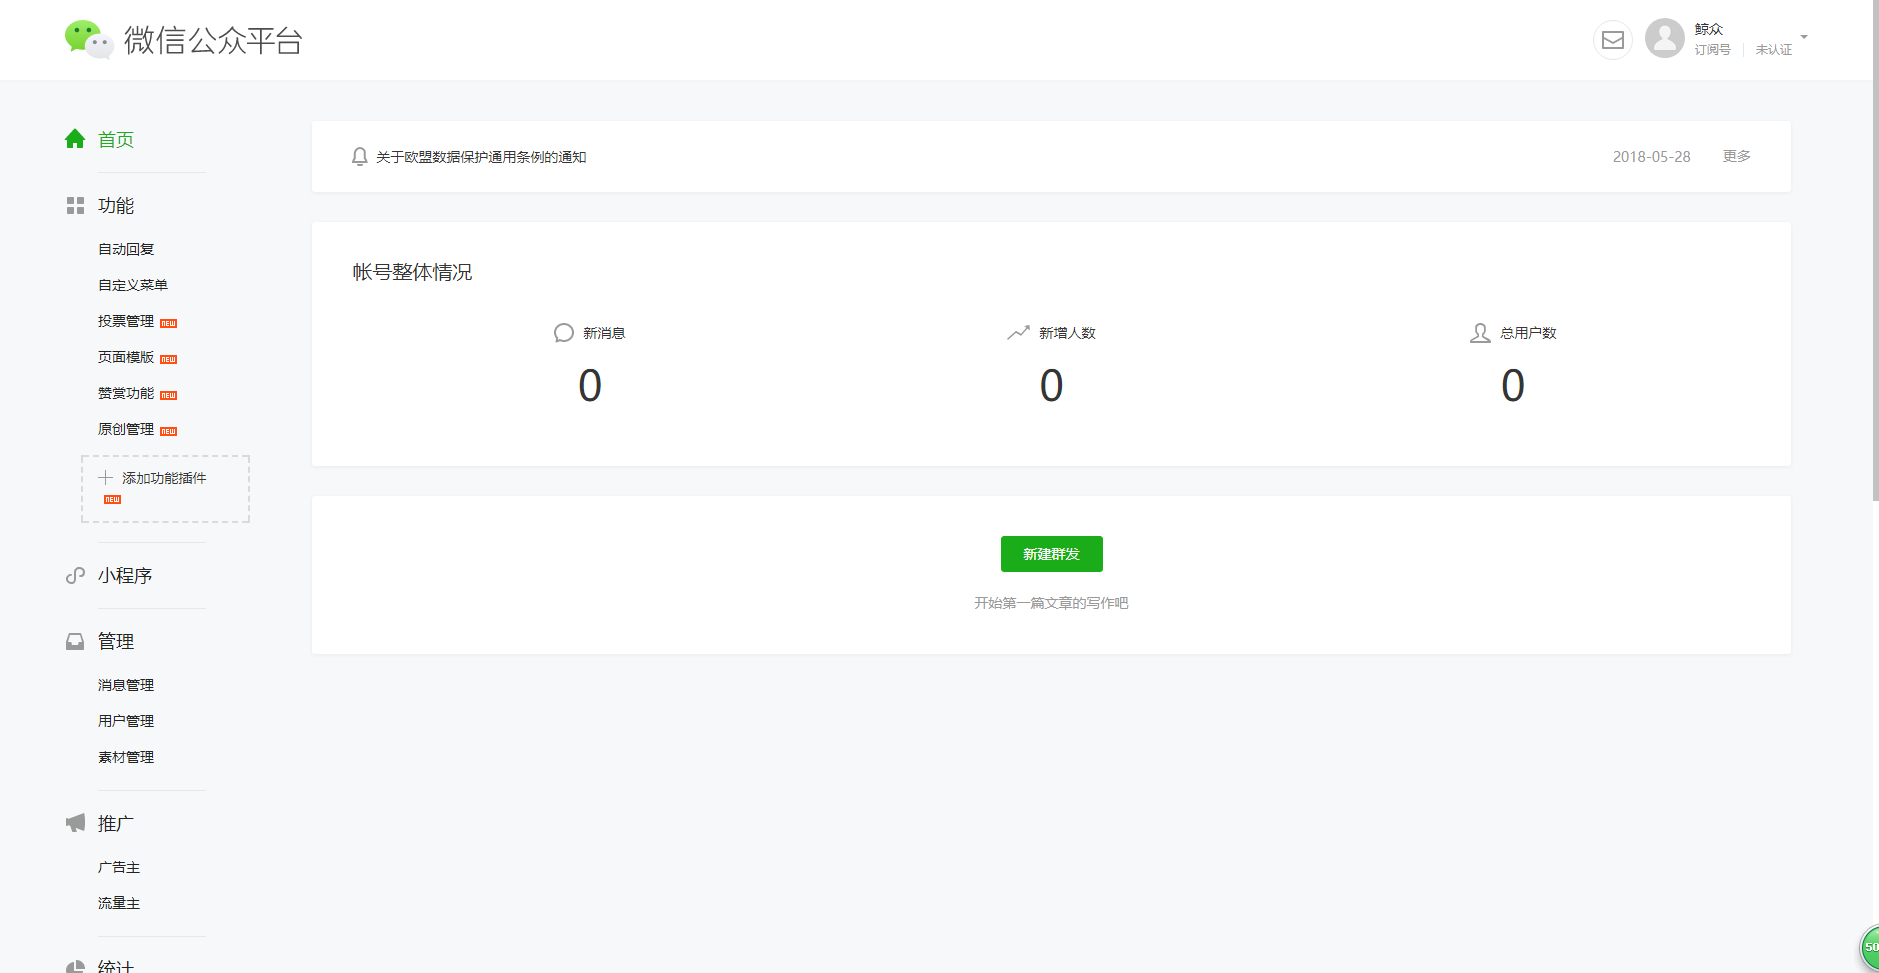 微信公众平台
鲸众
订阅号 未认证
首页
关于欧盟数据保护通用条例的通知 2018-05-28 更多
功能
自动回复
自定义菜单
投票管理 NEW
页面模版 NEW
赞赏功能 NEW
原创管理 NEW
添加功能插件
NEW
小程序
管理
消息管理
用户管理
素材管理
推广
广告主
流量主
统计
帐号整体情况
新消息 新增人数 总用户数
0 0 0
新建群发
开始第一篇文章的写作吧
50